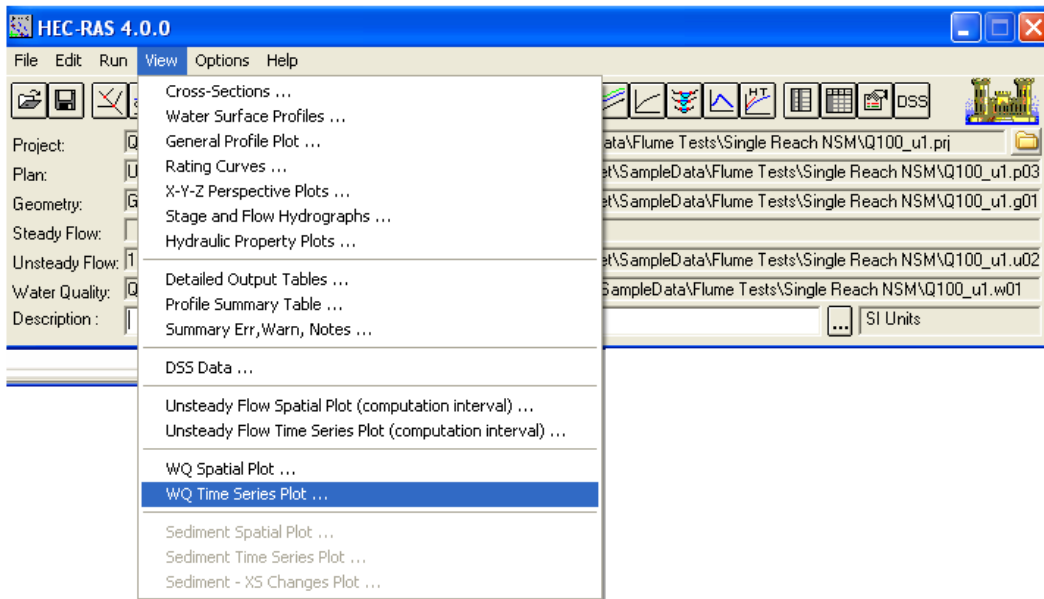 HEC-RAS 4.0.0
File Edit Run View Options Help
HT DSS
Project: ata\Flume Tests\Single Reach NSM\Q100_u1.prj
Plan: et\SampleData\Flume Tests\Single Reach NSM\Q100_u1.p03
Geometry: et\SampleData\Flume Tests\Single Reach NSM\Q100_u1.g01
Steady Flow:
Unsteady Flow: 1 et\SampleData\Flume Tests\Single Reach NSM\Q100_u1.u02
Water Quality: SampleData\Flume Tests\Single Reach NSM\Q100_u1.w01
Description : ... SI Units
Cross-Sections ...
Water Surface Profiles ...
General Profile Plot ...
Rating Curves ...
X-Y-Z Perspective Plots ...
Stage and Flow Hydrographs ...
Hydraulic Property Plots ...
Detailed Output Tables ...
Profile Summary Table ...
Summary Err,Warn, Notes ...
DSS Data ...
Unsteady Flow Spatial Plot (computation interval) ...
Unsteady Flow Time Series Plot (computation interval) ...
WQ Spatial Plot ...
WQ Time Series Plot ...
Sediment Spatial Plot ...
Sediment Time Series Plot ...
Sediment - XS Changes Plot ...